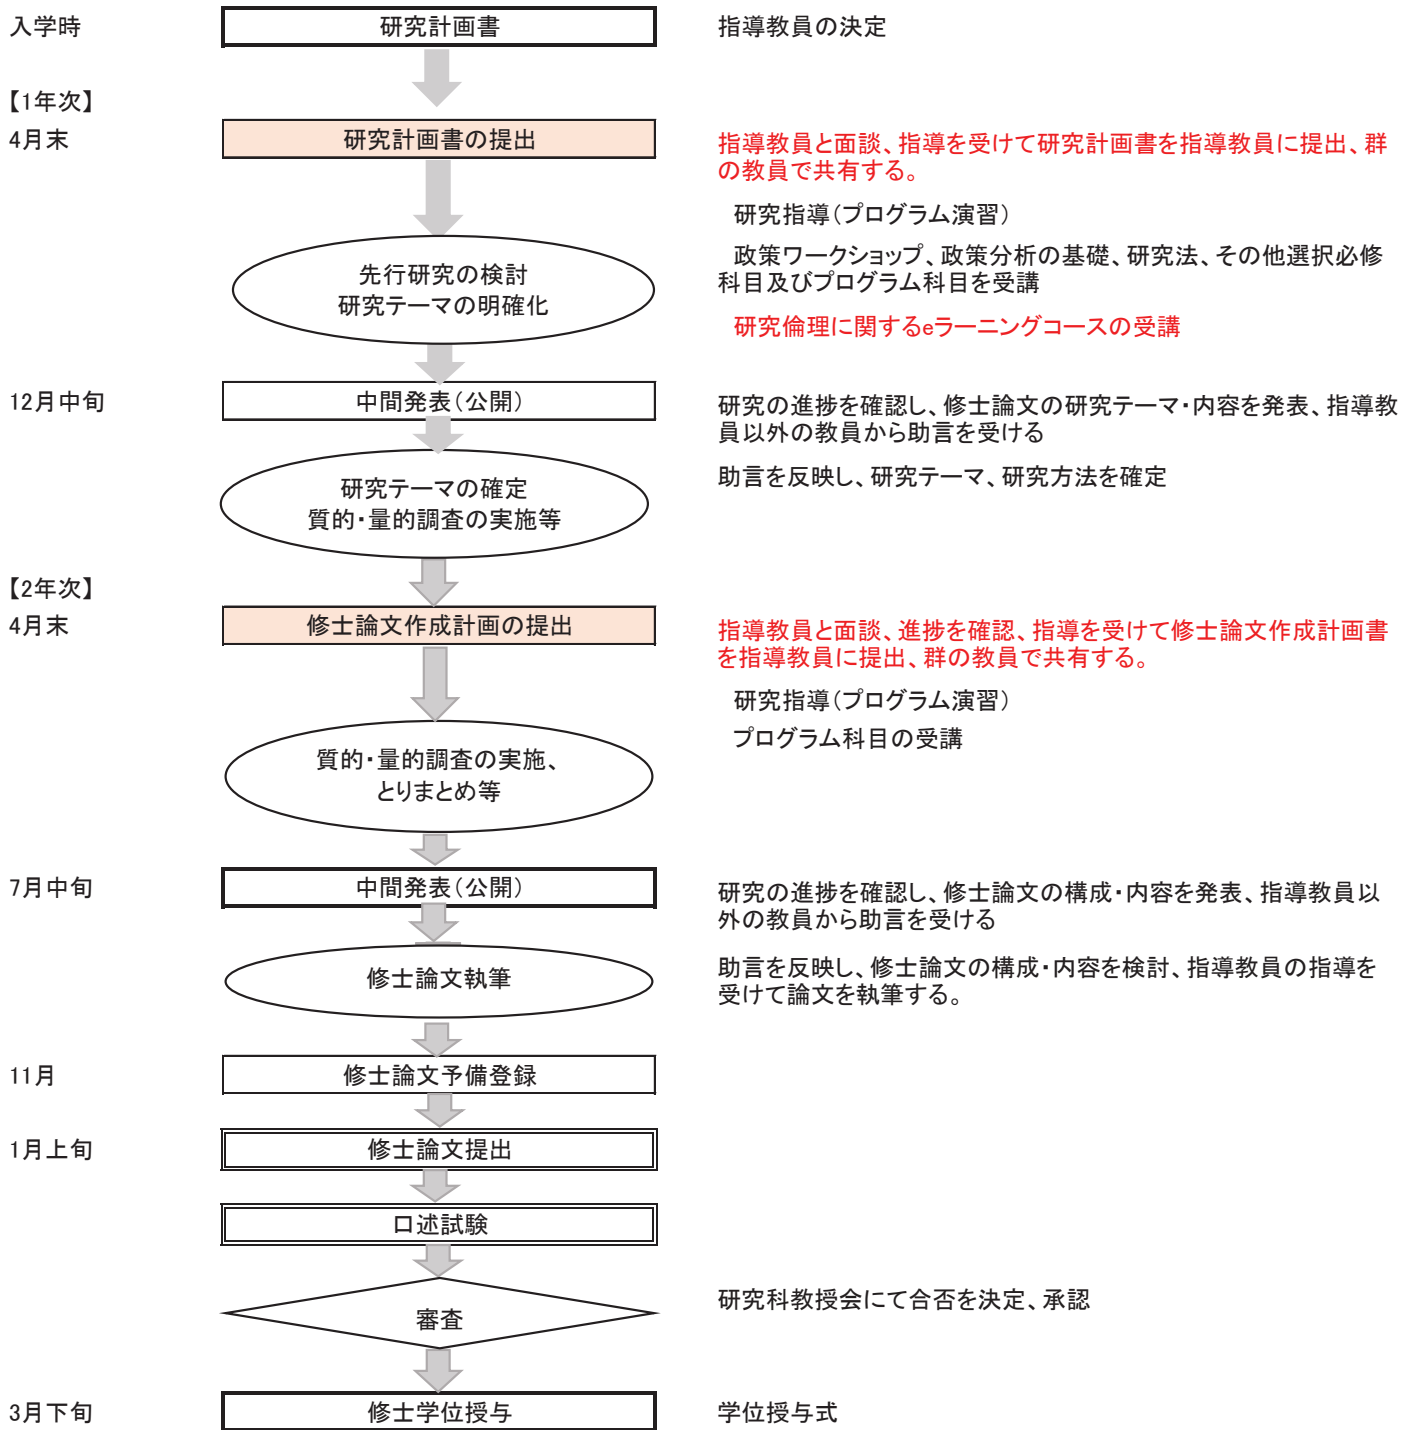 入学時
研究計画書
指導教員の決定
【1年次】
4月末
研究計画書の提出
指導教員と面談、指導を受けて研究計画書を指導教員に提出、群
の教員で共有する。
研究指導（プログラム演習）
先行研究の検討
研究テーマの明確化
政策ワークショップ、政策分析の基礎、研究法、その他選択必修
科目及びプログラム科目を受講
研究倫理に関するeラーニングコースの受講
12月中旬
中間発表（公開）
研究の進捗を確認し、修士論文の研究テーマ・内容を発表、指導教
員以外の教員から助言を受ける
研究テーマの確定
質的・量的調査の実施等
助言を反映し、研究テーマ、研究方法を確定
【2年次】
4月末
修士論文作成計画の提出
指導教員と面談、進捗を確認、指導を受けて修士論文作成計画書
を指導教員に提出、群の教員で共有する。
研究指導（プログラム演習）
プログラム科目の受講
質的・量的調査の実施、
とりまとめ等
7月中旬
中間発表（公開）
研究の進捗を確認し、修士論文の構成・内容を発表、指導教員以
外の教員から助言を受ける
修士論文執筆
助言を反映し、修士論文の構成・内容を検討、指導教員の指導を
受けて論文を執筆する。
11月
修士論文予備登録
1月上旬
修士論文提出
口述試験
審査
研究科教授会にて合否を決定、承認
3月下旬
修士学位授与
学位授与式